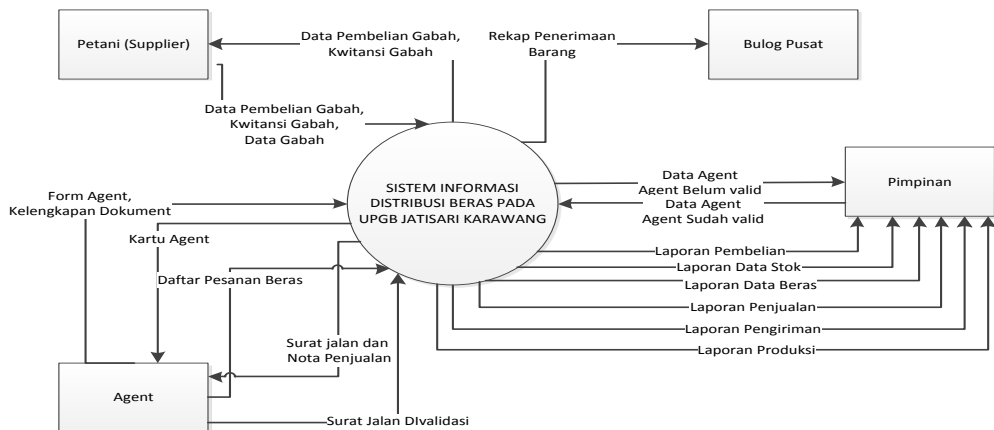 Petani (Supplier)
Data Pembelian Gabah,
Kwitansi Gabah
Rekap Penerimaan
Barang
Bulog Pusat
Data Pembelian Gabah,
Kwitansi Gabah,
Data Gabah
SISTEM INFORMASI
DISTRIBUSI BERAS PADA
UPGB JATISARI KARAWANG
Data Agent
Agent Belum valid
Data Agent
Agent Sudah valid
Pimpinan
Form Agent,
Kelengkapan Dokument
Kartu Agent
Daftar Pesanan Beras
Laporan Pembelian
Laporan Data Stok
Laporan Data Beras
Laporan Penjualan
Laporan Pengiriman
Laporan Produksi
Surat jalan dan
Nota Penjualan
Agent
Surat Jalan DIvalidasi